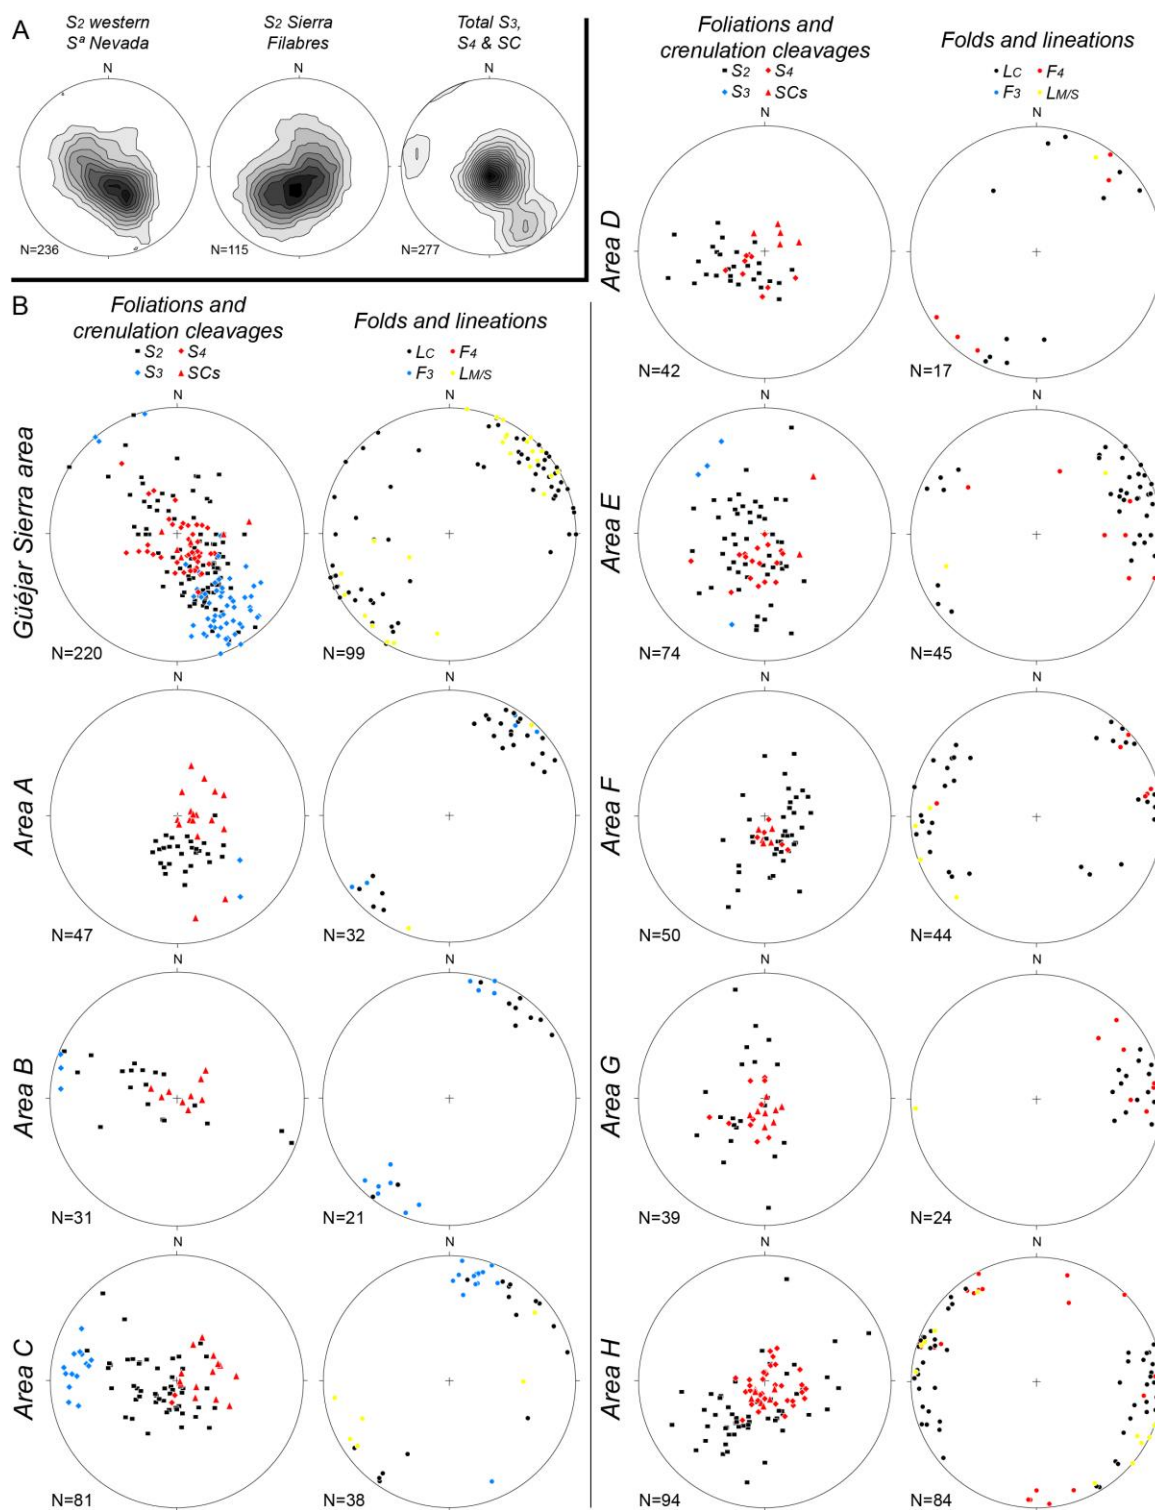 A
S2 western
Sª Nevada
N
N=236
S2 Sierra
Filabres
N
N=115
Total S3,
S4 & SC
N
N=277
B
Foliations and
crenulation cleavages
S2 S4
S3 SCs
Folds and lineations
LC F4
F3 LM/S
Güéjar Sierra area
N
N=220
N=99
Area A
N
N=47
N=32
Area B
N
N=31
N=21
Area C
N
N=81
N
N=38
Foliations and
crenulation cleavages
S2 S4
S3 SCs
Folds and lineations
LC F4
F3 LM/S
Area D
N
N=42
N
N=17
Area E
N
N=74
N
N=45
Area F
N
N=50
N
N=44
Area G
N
N=39
N
N=24
Area H
N
N=94
N
N=84